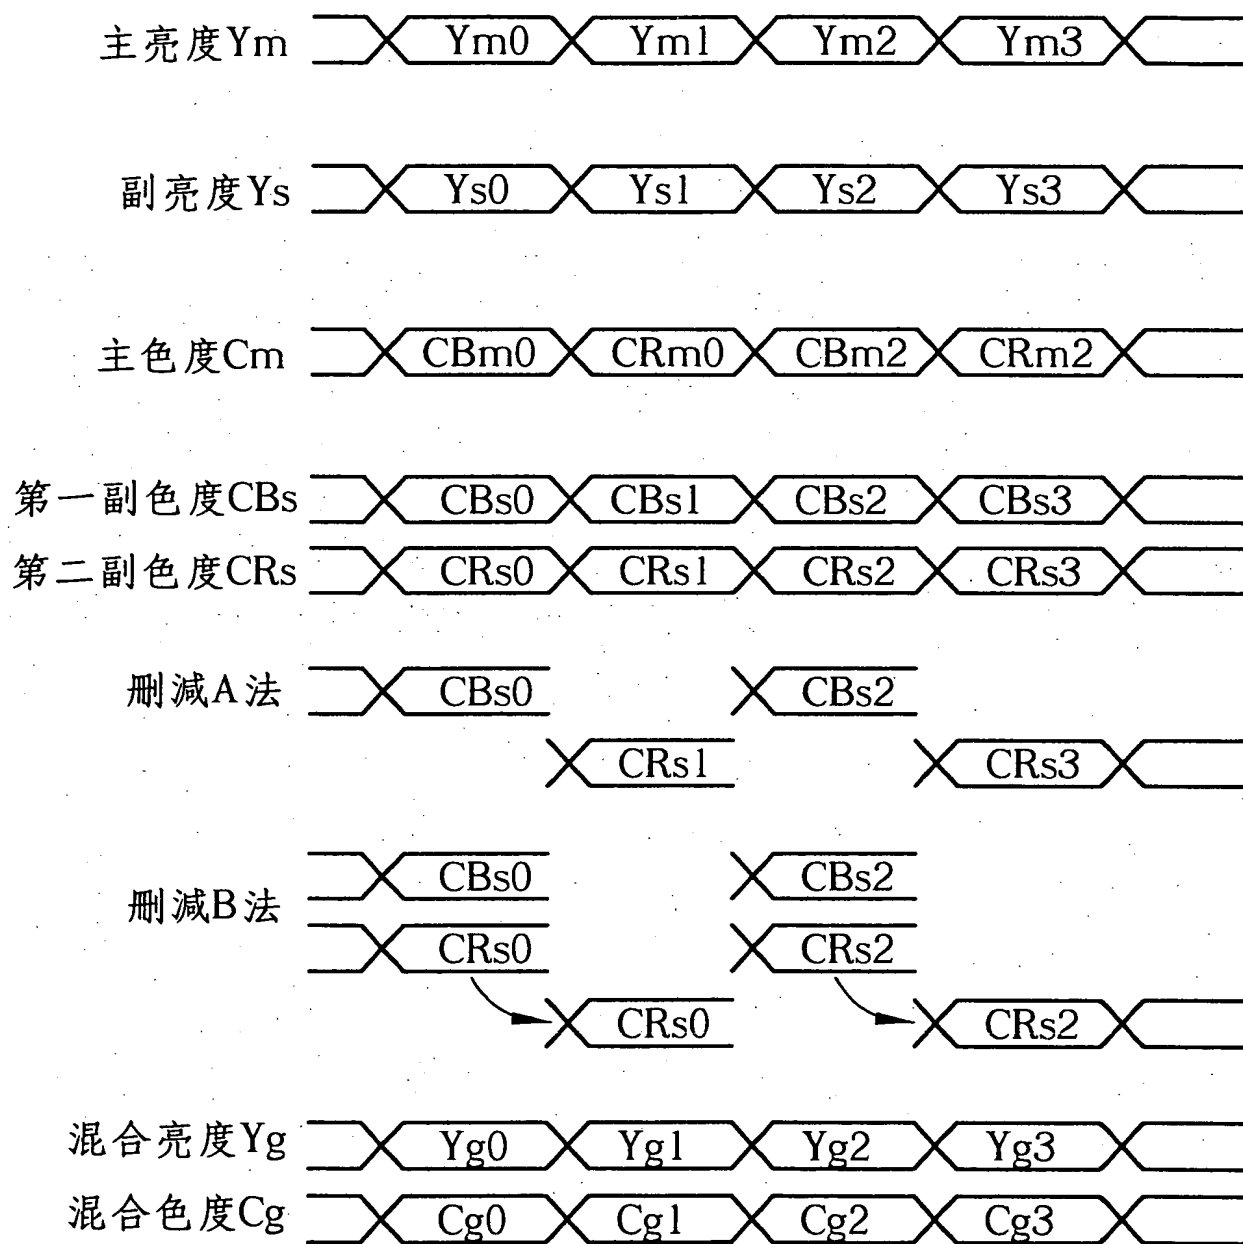 主亮度Ym Ym0 Ym1 Ym2 Ym3
副亮度Ys Ys0 Ys1 Ys2 Ys3
主色度Cm CBm0 CRm0 CBm2 CRm2
第一副色度CBs CBs0 CBs1 CBs2 CBs3
第二副色度CRs CRs0 CRs1 CRs2 CRs3
删减A法 CBs0 CBs2
CRs1 CRs3
删减B法
CBs0 CBs2
CRs0 CRs2
CRs0 CRs2
混合亮度Yg Yg0 Yg1 Yg2 Yg3
混合色度Cg Cg0 Cg1 Cg2 Cg3